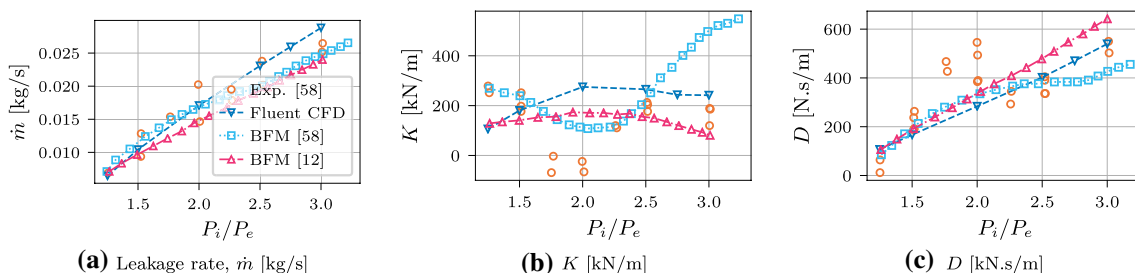 0.025
0.020
0.015
0.010
ṁ [kg/s]
1.5 2.0 2.5 3.0
P_i/P_e
Exp. [58]
Fluent CFD
BFM [58]
BFM [12]
(a) Leakage rate, ṁ [kg/s]
400
200
0
K [kN/m]
1.5 2.0 2.5 3.0
P_i/P_e
(b) K [kN/m]
600
400
200
0
D [N.s/m]
1.5 2.0 2.5 3.0
P_i/P_e
(c) D [kN.s/m]